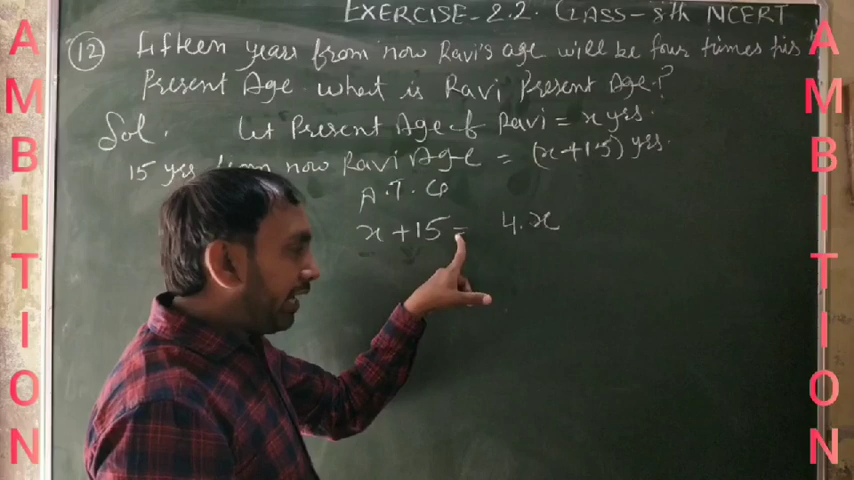 EXERCISE-2.2. CLASS-8th NCERT
(12) fifteen years from now Ravi's age will be four times his
Present Age. what is Ravi Present Age?
Sol. let Present Age of Ravi = x yrs.
15 yrs from now Ravi Age = (x+15) yrs.
A.T.Q
x + 15 = 4.x
AMBITION
AMBITION